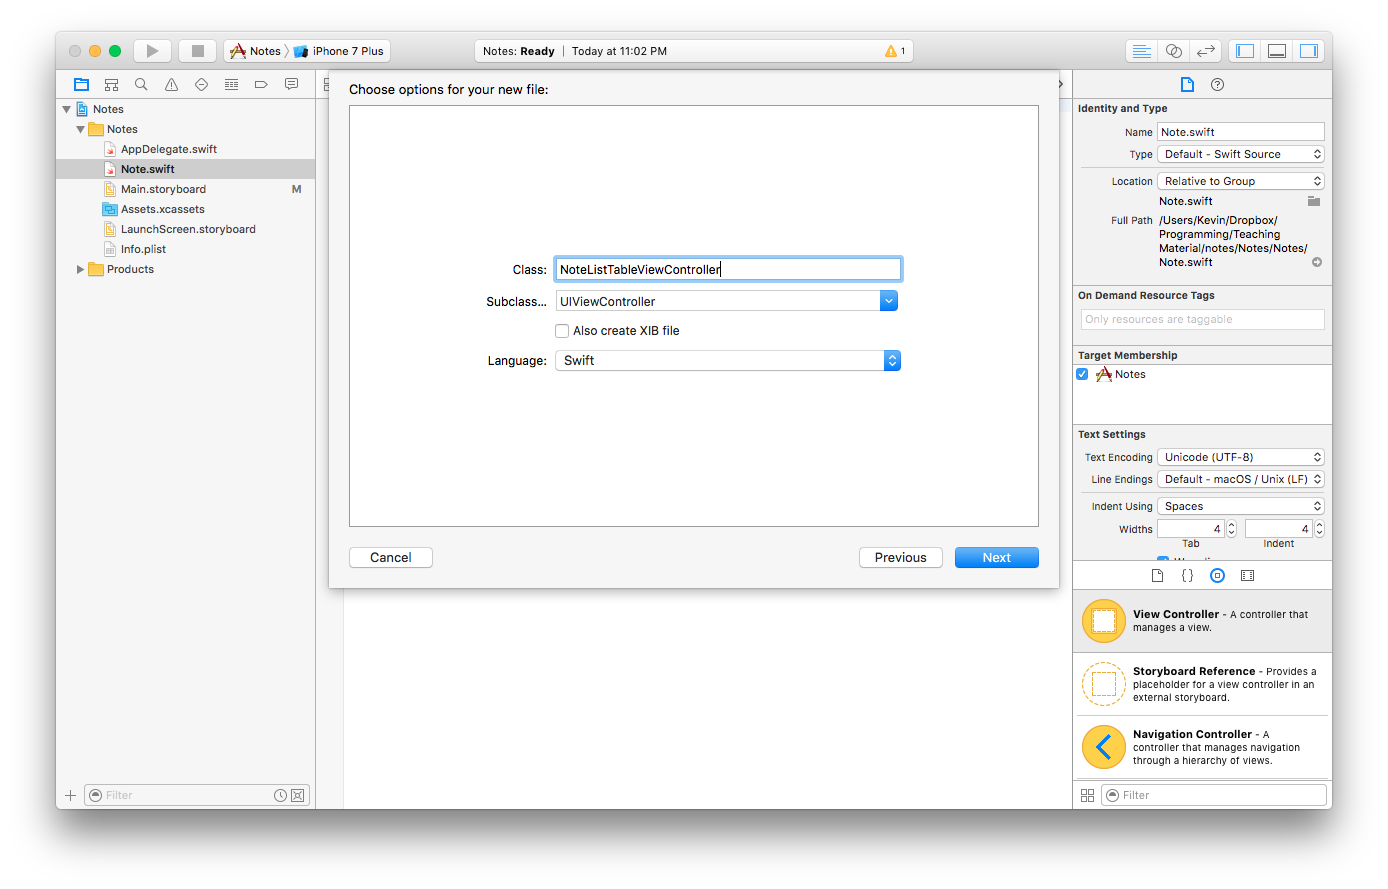 Notes
iPhone 7 Plus
Notes: Ready | Today at 11:02 PM
1
Notes
Notes
AppDelegate.swift
Note.swift
Main.storyboard M
Assets.xcassets
LaunchScreen.storyboard
Info.plist
Products
Filter
Choose options for your new file:
Class: NoteListTableViewController
Subclass... UIViewController
Also create XIB file
Language: Swift
Cancel
Previous
Next
Identity and Type
Name Note.swift
Type Default - Swift Source
Location Relative to Group
Note.swift
Full Path /Users/Kevin/Dropbox/
Programming/Teaching
Material/notes/Notes/Notes/
Note.swift
On Demand Resource Tags
Only resources are taggable
Target Membership
Notes
Text Settings
Text Encoding Unicode (UTF-8)
Line Endings Default - macOS / Unix (LF)
Indent Using Spaces
Widths 4 4
Tab Indent
{}
View Controller - A controller that
manages a view.
Storyboard Reference - Provides a
placeholder for a view controller in an
external storyboard.
Navigation Controller - A
controller that manages navigation
through a hierarchy of views.
Filter